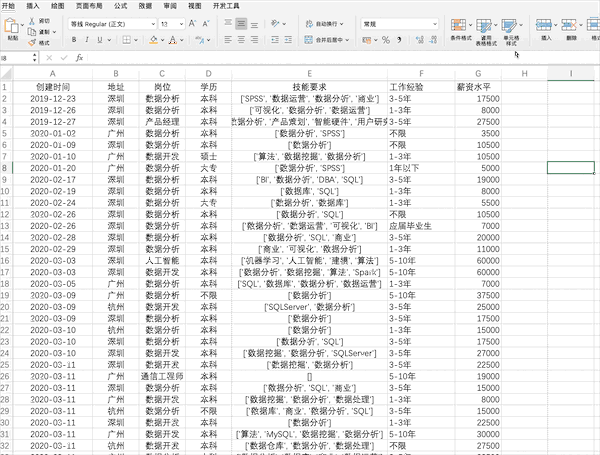 开始 插入 绘图 页面布局 公式 数据 审阅 视图 开发工具
剪切
粘贴 复制 等线 Regular (正文) 12 自动换行 常规
格式 B I U 合并后居中 条件格式 套用表格格式 单元格样式 插入 删除
I8 fx
A B C D E F G H I
1 创建时间 地址 岗位 学历 技能要求 工作经验 薪资水平
2 2019-12-23 深圳 数据分析 本科 ['SPSS', '数据运营', '数据分析', '商业'] 3-5年 17500
3 2019-12-26 深圳 数据分析 本科 ['可视化', '数据分析', '数据运营'] 1-3年 8000
4 2019-12-27 深圳 产品经理 本科 数据分析', '产品策划', '智能硬件', '用户研究 3-5年 27500
5 2020-01-02 广州 数据分析 本科 ['数据分析', 'SPSS'] 不限 3500
6 2020-01-09 深圳 数据分析 本科 ['数据分析'] 不限 10500
7 2020-01-10 广州 数据开发 硕士 ['算法', '数据挖掘', '数据分析'] 1-3年 10500
8 2020-01-20 广州 数据分析 大专 ['数据分析', 'SPSS'] 1年以下 5000
9 2020-02-17 深圳 数据分析 本科 ['BI', '数据分析', 'DBA', 'SQL'] 3-5年 19000
10 2020-02-19 深圳 数据分析 本科 ['数据库', 'SQL'] 1-3年 8000
11 2020-02-24 深圳 数据分析 大专 ['数据分析', '数据库'] 1-3年 5500
12 2020-02-26 深圳 数据分析 本科 ['数据分析', 'SQL'] 不限 10500
13 2020-02-26 深圳 数据分析 本科 ['数据分析', '数据运营', '可视化', 'BI'] 应届毕业生 7000
14 2020-02-28 深圳 数据分析 本科 ['数据分析', 'SQL', '商业'] 3-5年 20000
15 2020-02-29 深圳 数据分析 本科 ['商业', '可视化', '数据分析'] 1-3年 11000
16 2020-03-03 深圳 人工智能 本科 ['机器学习', '人工智能', '建模', '算法'] 5-10年 60000
17 2020-03-03 深圳 数据开发 本科 ['数据分析', '数据挖掘', '算法', 'Spark'] 5-10年 60000
18 2020-03-05 广州 数据分析 本科 ['SQL', '数据库', '数据分析', '数据运营'] 1-3年 7000
19 2020-03-09 广州 数据分析 不限 ['数据分析'] 5-10年 37500
20 2020-03-09 杭州 数据开发 本科 ['SQLServer', '数据分析'] 3-5年 25000
21 2020-03-09 深圳 数据分析 本科 ['数据分析'] 3-5年 17500
22 2020-03-10 杭州 数据分析 本科 ['数据分析'] 1-3年 15000
23 2020-03-10 深圳 数据分析 本科 ['数据分析', 'SQL'] 3-5年 17500
24 2020-03-10 深圳 数据开发 本科 ['数据挖掘', '数据分析', 'SQLServer'] 3-5年 27000
25 2020-03-11 深圳 数据开发 本科 ['数据挖掘', '数据分析'] 3-5年 22500
26 2020-03-11 广州 通信工程师 本科 [] 5-10年 19000
27 2020-03-11 深圳 数据分析 本科 ['数据分析', 'SQL', '商业'] 3-5年 15000
28 2020-03-11 广州 数据开发 本科 ['数据挖掘', '数据分析', '数据处理'] 1-3年 8000
29 2020-03-11 杭州 数据分析 不限 ['数据库', '商业', '数据分析', 'SQL'] 3-5年 15000
30 2020-03-11 深圳 数据开发 本科 ['数据分析'] 1-3年 22500
31 2020-03-11 广州 数据开发 本科 ['算法', 'MySQL', '数据挖掘', '数据分析'] 5-10年 30000
32 2020-03-11 杭州 数据开发 本科 ['数据仓库', '数据分析', '数据处理'] 不限 27500